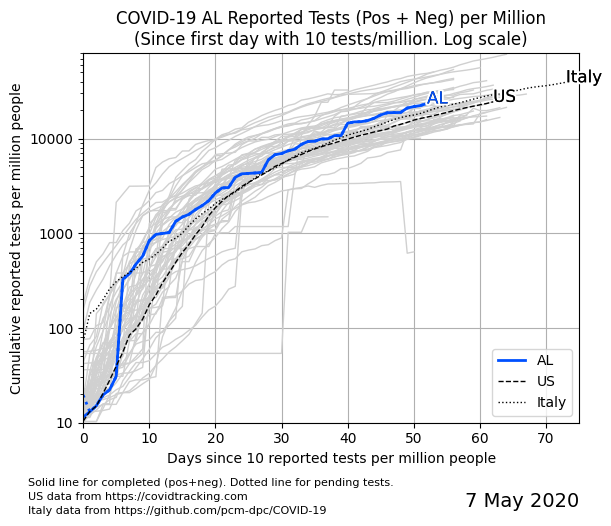 COVID-19 AL Reported Tests (Pos + Neg) per Million
(Since first day with 10 tests/million. Log scale)
Cumulative reported tests per million people
10000
1000
100
10
Italy
US
AL
AL
US
Italy
0 10 20 30 40 50 60 70
Days since 10 reported tests per million people
Solid line for completed (pos+neg). Dotted line for pending tests.
US data from https://covidtracking.com
Italy data from https://github.com/pcm-dpc/COVID-19
7 May 2020